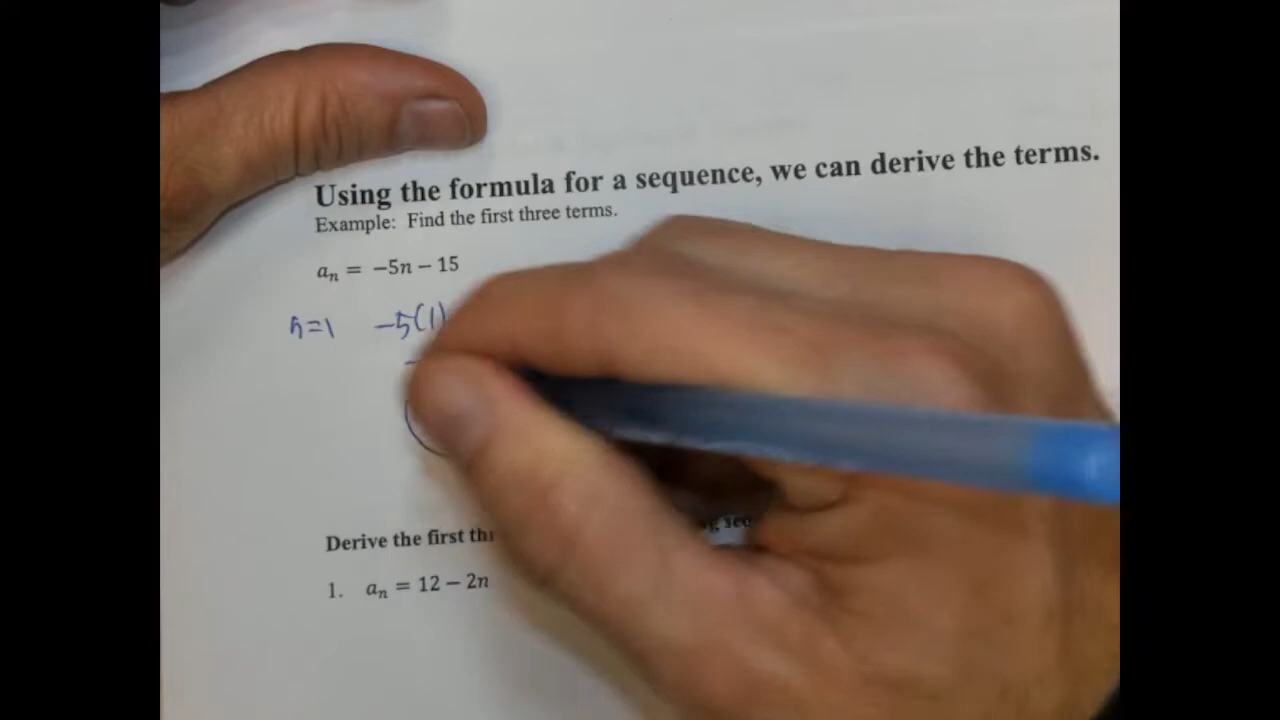 Using the formula for a sequence, we can derive the terms.
Example: Find the first three terms.
aₙ = −5n − 15
n=1 −5(1)
Derive the first
1. aₙ = 12 − 2n